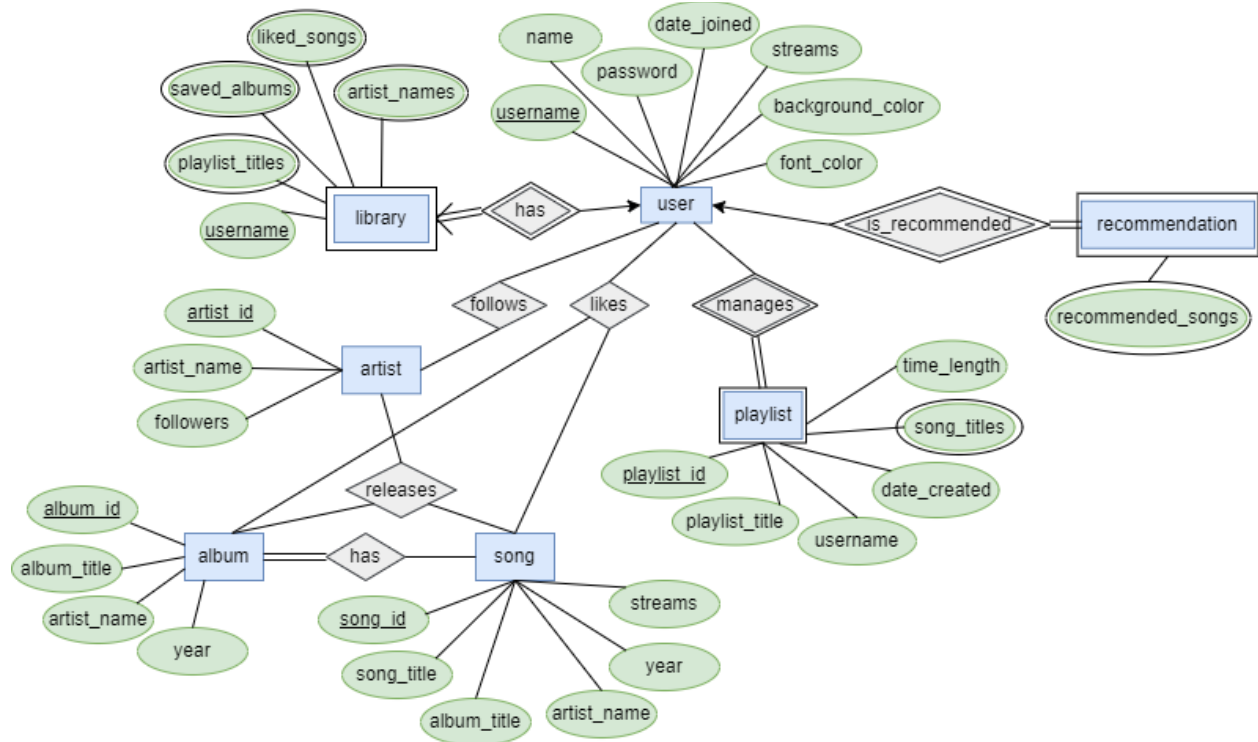 liked_songs
saved_albums
artist_names
playlist_titles
username
library
has
name
date_joined
streams
password
username
background_color
font_color
user
is_recommended
recommendation
recommended_songs
follows
likes
manages
artist_id
artist_name
followers
artist
playlist
time_length
song_titles
date_created
username
playlist_title
playlist_id
releases
album_id
album_title
artist_name
year
album
has
song
song_id
song_title
album_title
artist_name
year
streams